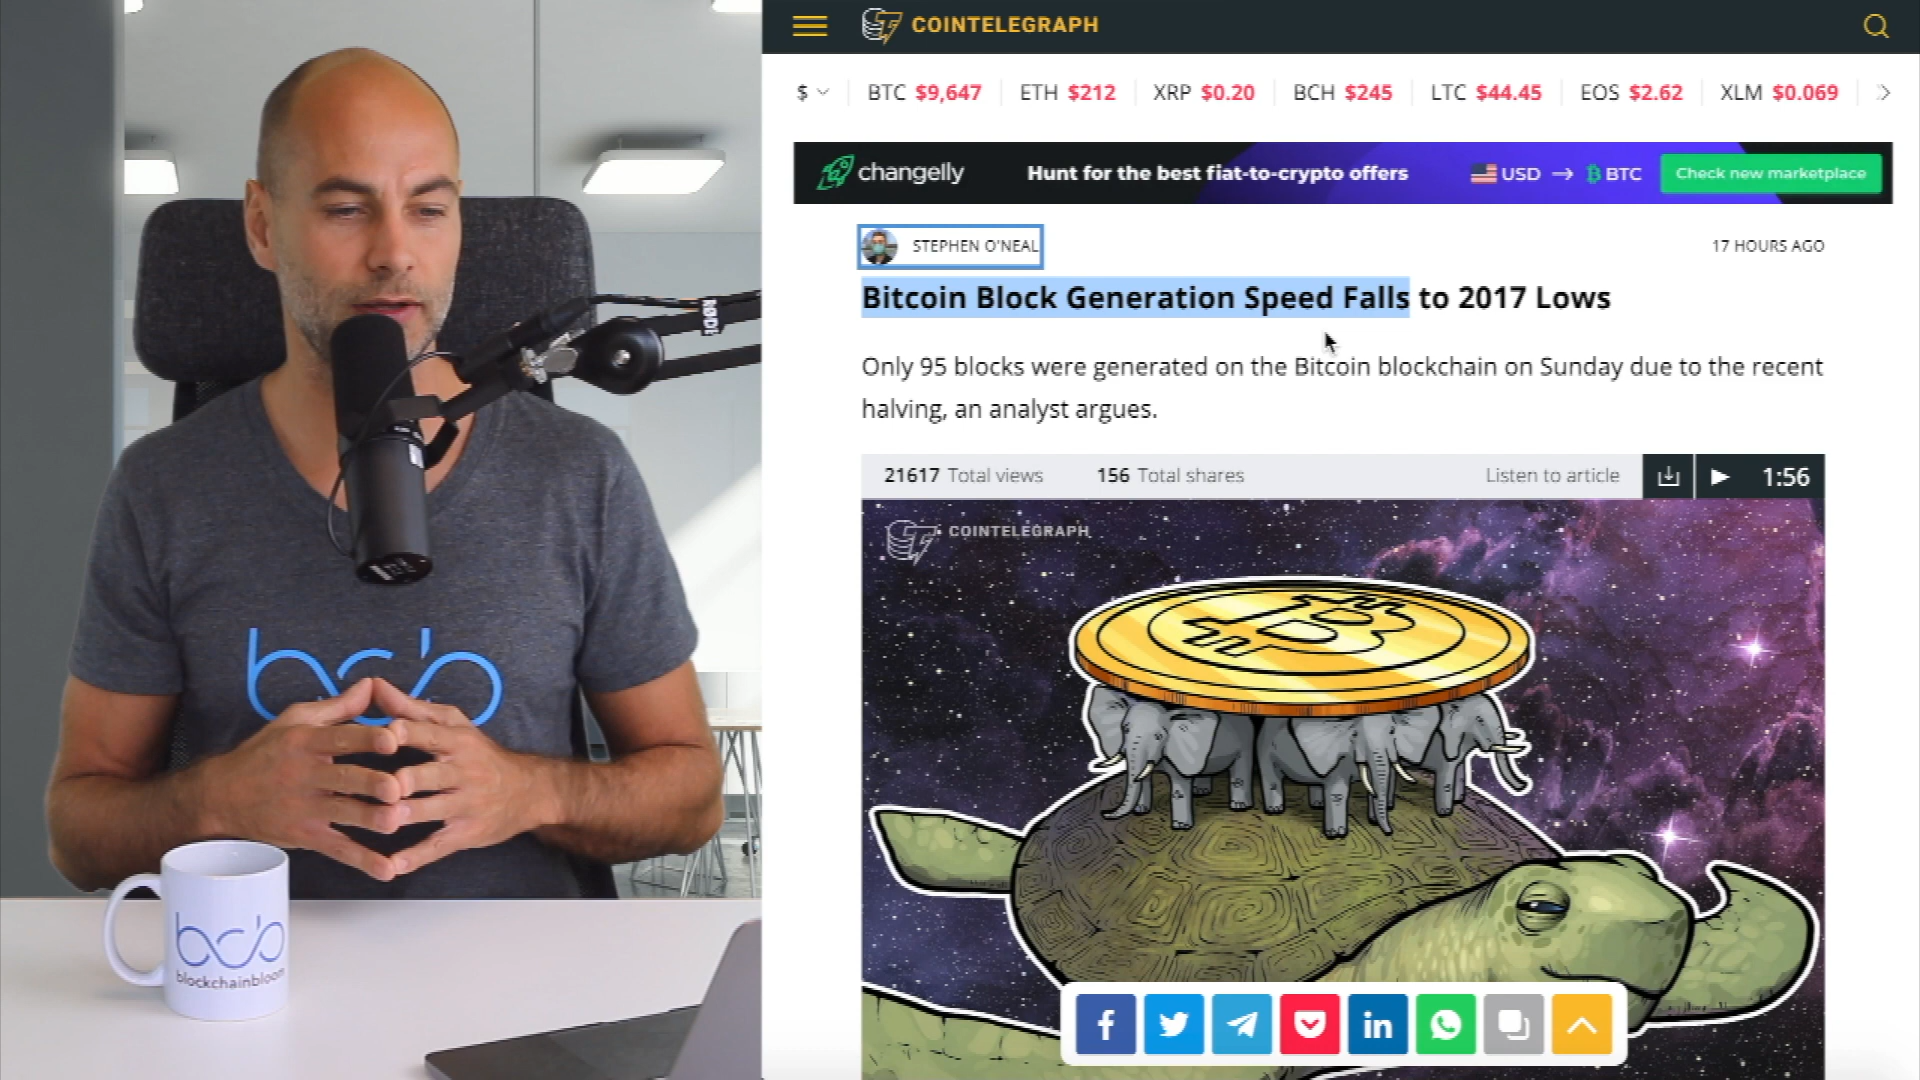 COINTELEGRAPH
$ BTC $9,647 ETH $212 XRP $0.20 BCH $245 LTC $44.45 EOS $2.62 XLM $0.069
changelly Hunt for the best fiat-to-crypto offers USD → BTC Check new marketplace
STEPHEN O'NEAL 17 HOURS AGO
Bitcoin Block Generation Speed Falls to 2017 Lows
Only 95 blocks were generated on the Bitcoin blockchain on Sunday due to the recent
halving, an analyst argues.
21617 Total views 156 Total shares Listen to article 1:56
COINTELEGRAPH
RØDE
bcb
bcb
blockchainbloom
f in